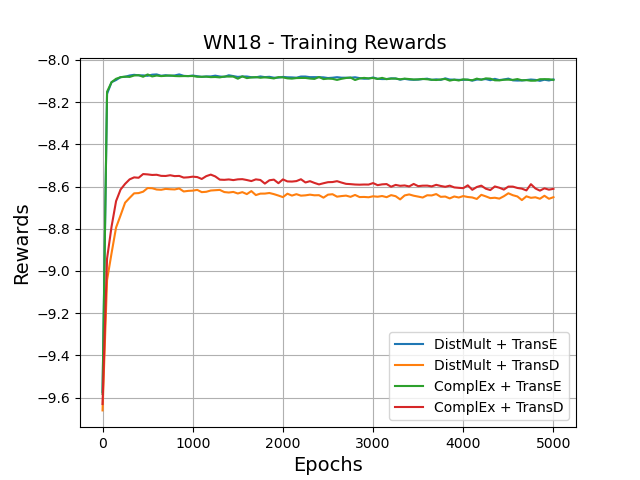 WN18 - Training Rewards
Rewards
−8.0
−8.2
−8.4
−8.6
−8.8
−9.0
−9.2
−9.4
−9.6
DistMult + TransE
DistMult + TransD
ComplEx + TransE
ComplEx + TransD
0
1000
2000
3000
4000
5000
Epochs